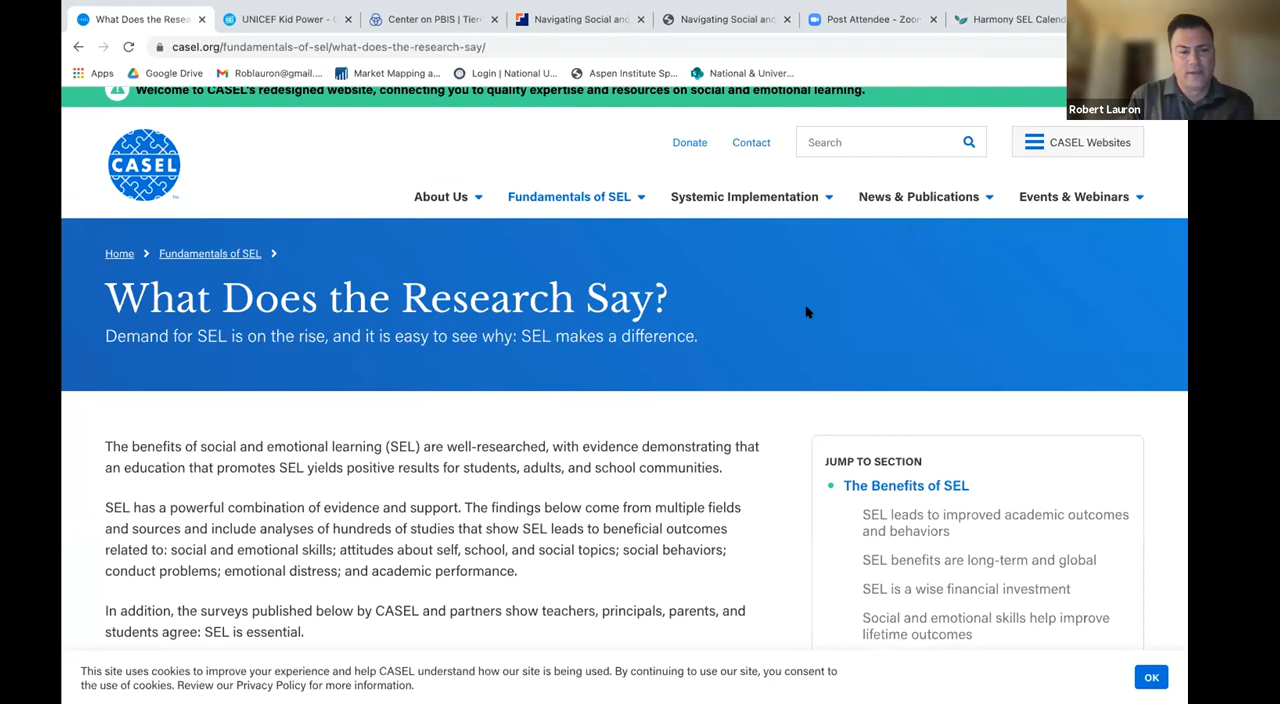 What Does the Resea
UNICEF Kid Power - 
Center on PBIS | Tier
Navigating Social and
Navigating Social and
Post Attendee - Zoom
Harmony SEL Calend
casel.org/fundamentals-of-sel/what-does-the-research-say/
Apps
Google Drive
Roblauron@gmail....
Market Mapping a...
Login | National U...
Aspen Institute Sp...
National & Univer...
Robert Lauron
Welcome to CASEL's redesigned website, connecting you to quality expertise and resources on social and emotional learning.
CASEL
TM
Donate
Contact
Search
CASEL Websites
About Us
Fundamentals of SEL
Systemic Implementation
News & Publications
Events & Webinars
Home
Fundamentals of SEL
What Does the Research Say?
Demand for SEL is on the rise, and it is easy to see why: SEL makes a difference.
The benefits of social and emotional learning (SEL) are well-researched, with evidence demonstrating that
an education that promotes SEL yields positive results for students, adults, and school communities.
SEL has a powerful combination of evidence and support. The findings below come from multiple fields
and sources and include analyses of hundreds of studies that show SEL leads to beneficial outcomes
related to: social and emotional skills; attitudes about self, school, and social topics; social behaviors;
conduct problems; emotional distress; and academic performance.
In addition, the surveys published below by CASEL and partners show teachers, principals, parents, and
students agree: SEL is essential.
JUMP TO SECTION
The Benefits of SEL
SEL leads to improved academic outcomes
and behaviors
SEL benefits are long-term and global
SEL is a wise financial investment
Social and emotional skills help improve
lifetime outcomes
This site uses cookies to improve your experience and help CASEL understand how our site is being used. By continuing to use our site, you consent to
the use of cookies. Review our Privacy Policy for more information.
OK